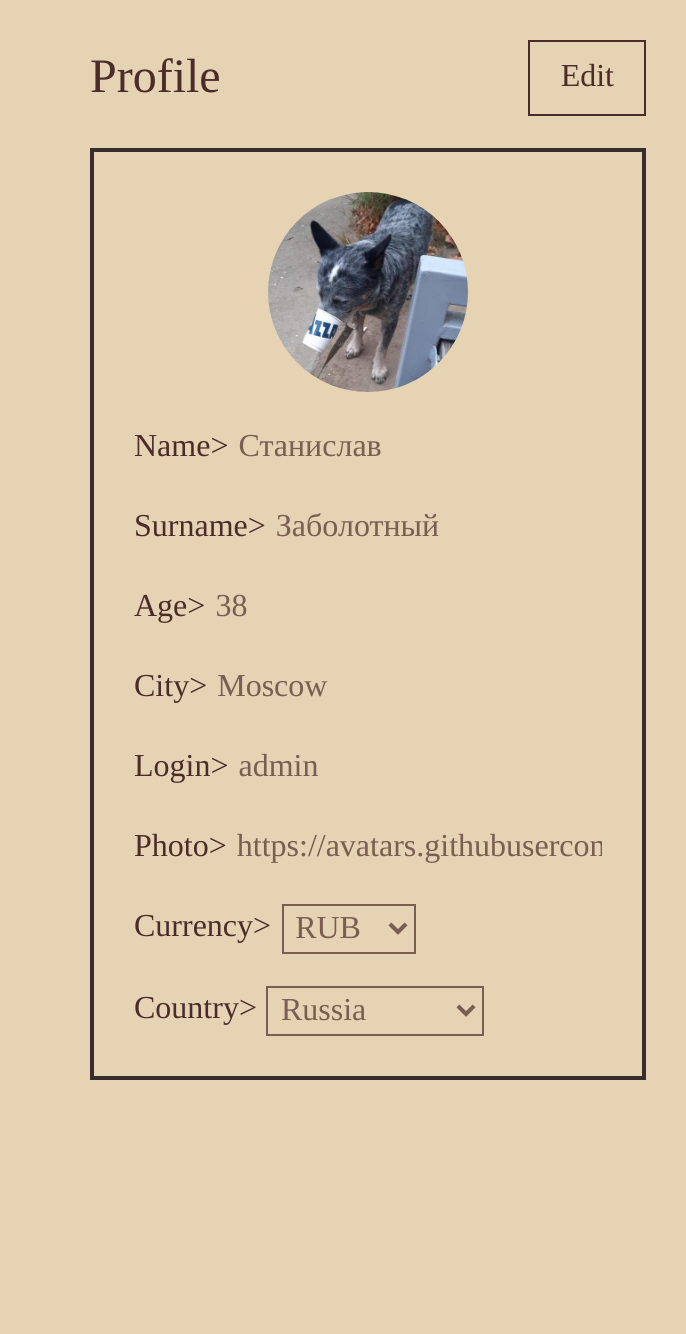 Profile
Edit
Name> Станислав
Surname> Заболотный
Age> 38
City> Moscow
Login> admin
Photo> https://avatars.githubusercon
Currency> RUB
Country> Russia